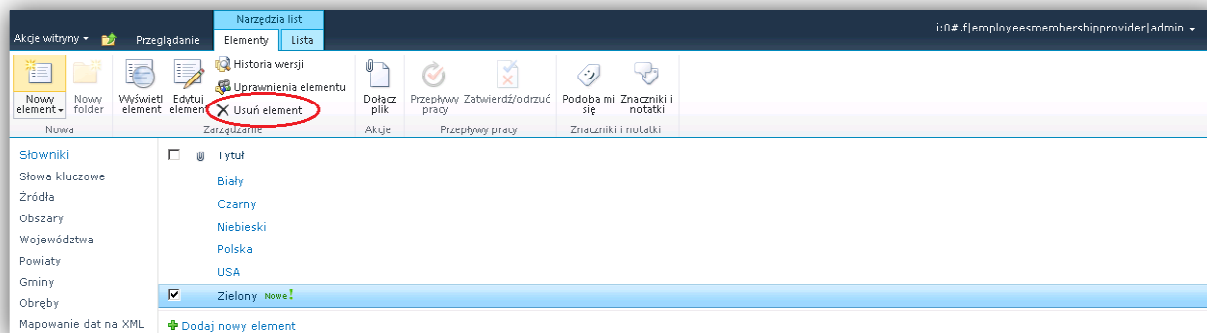 Narzędzia list
Akcje witryny Przeglądanie Elementy Lista i:0#.f|employeesmembershipprovider|admin
Historia wersji
Uprawnienia elementu
Usuń element
Nowy element Nowy folder Wyświetl element Edytuj element Dołącz plik Przepływy pracy Zatwierdź/odrzuć Podoba mi się Znaczniki i notatki
Nowa Zarządzanie Akcje Przepływy pracy Znaczniki i notatki
Słowniki
Słowa kluczowe
Źródła
Obszary
Województwa
Powiaty
Gminy
Obręby
Mapowanie dat na XML
Tytuł
Biały
Czarny
Niebieski
Polska
USA
Zielony Nowe!
Dodaj nowy element